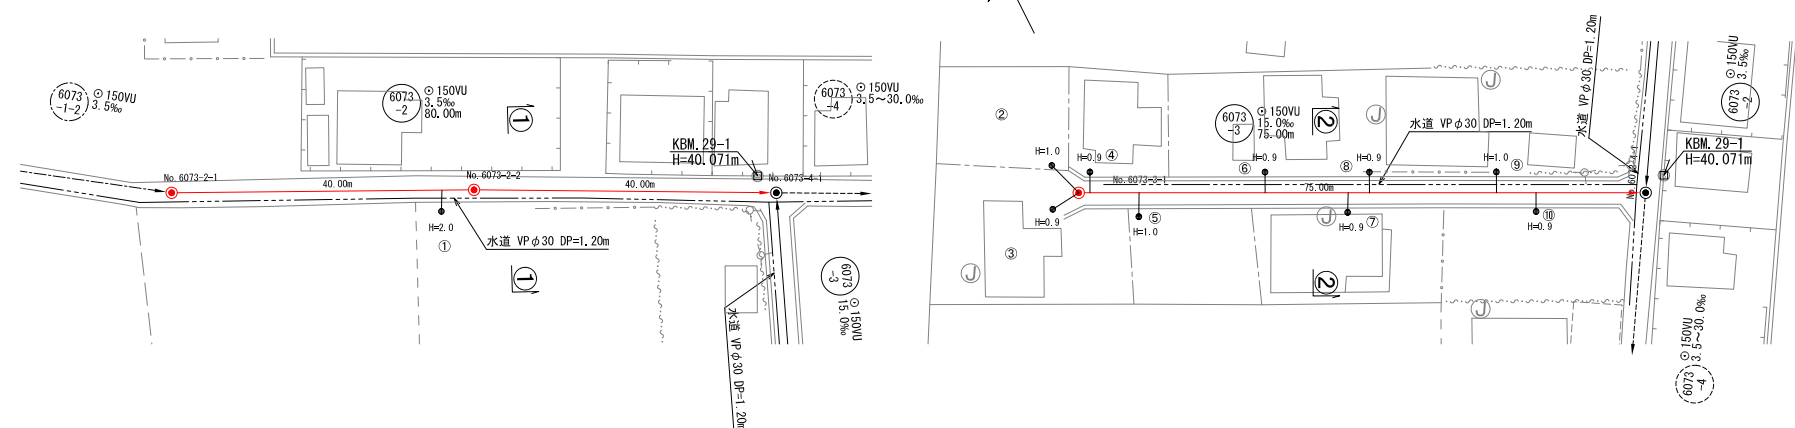 6073
-1-2
⊙150VU
3.5‰
6073
-2
⊙150VU
3.5‰
80.00m
1
6073
-4
⊙150VU
3.5～30.0‰
KBM.29-1
H=40.071m
No.6073-2-1
40.00m
No.6073-2-2
40.00m
No.6073-4-1
H=2.0
①
水道 VPφ30 DP=1.20m
1
6073
-3
⊙150VU
15.0‰
水道 VPφ30 DP=1.20m
②
H=1.0
H=0.9
④
No.6073-3-1
6073
-3
⊙150VU
15.0‰
75.00m
2
⑥
H=0.9
⑧
H=0.9
水道 VPφ30 DP=1.20m
H=1.0
⑨
水道 VPφ30 DP=1.20m
6073
-2
⊙150VU
3.5‰
KBM.29-1
H=40.071m
75.00m
H=0.9
③
⑤
H=1.0
⑦
H=0.9
⑩
H=0.9
2
J
J
J
J
J
6073
-4
⊙150VU
3.5～30.0‰